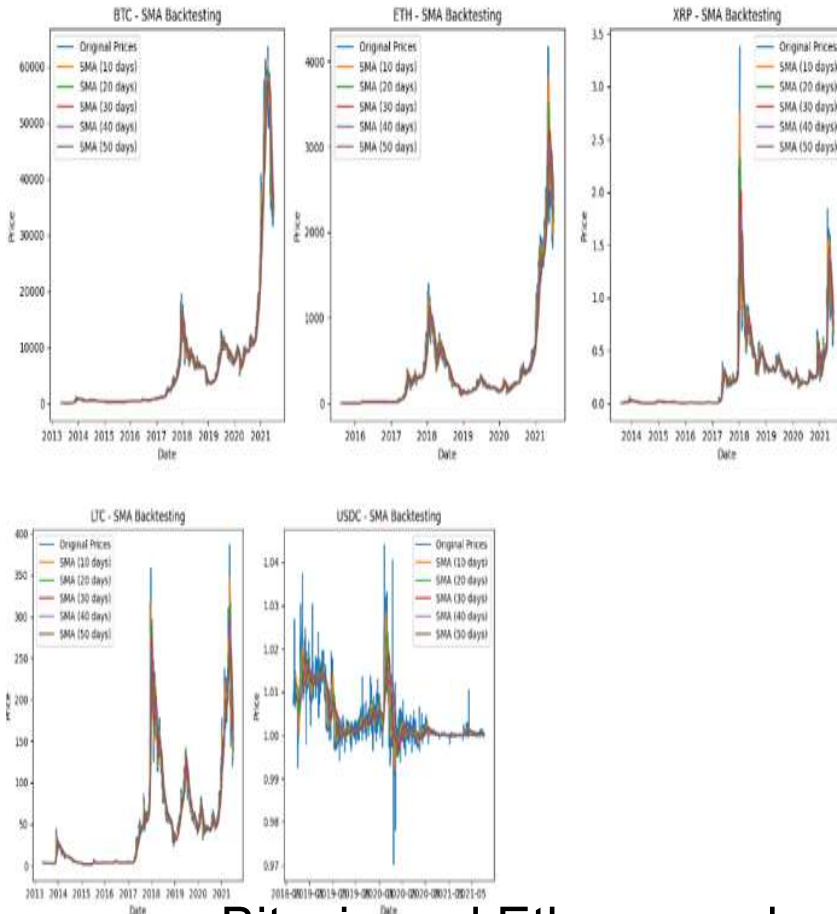 BTC - SMA Backtesting
Original Prices
SMA (10 days)
SMA (20 days)
SMA (30 days)
SMA (40 days)
SMA (50 days)
60000
50000
40000
30000
20000
10000
0
Price
2013 2014 2015 2016 2017 2018 2019 2020 2021
Date
ETH - SMA Backtesting
Original Prices
SMA (10 days)
SMA (20 days)
SMA (30 days)
SMA (40 days)
SMA (50 days)
4000
3000
2000
1000
0
Price
2016 2017 2018 2019 2020 2021
Date
XRP - SMA Backtesting
Original Prices
SMA (10 days)
SMA (20 days)
SMA (30 days)
SMA (40 days)
SMA (50 days)
3.5
3.0
2.5
2.0
1.5
1.0
0.5
0.0
Price
2014 2015 2016 2017 2018 2019 2020 2021
Date
LTC - SMA Backtesting
Original Prices
SMA (10 days)
SMA (20 days)
SMA (30 days)
SMA (40 days)
SMA (50 days)
400
350
300
250
200
150
100
50
0
Price
2013 2014 2015 2016 2017 2018 2019 2020 2021
Date
USDC - SMA Backtesting
Original Prices
SMA (10 days)
SMA (20 days)
SMA (30 days)
SMA (40 days)
SMA (50 days)
1.04
1.03
1.02
1.01
1.00
0.99
0.98
0.97
Price
Date